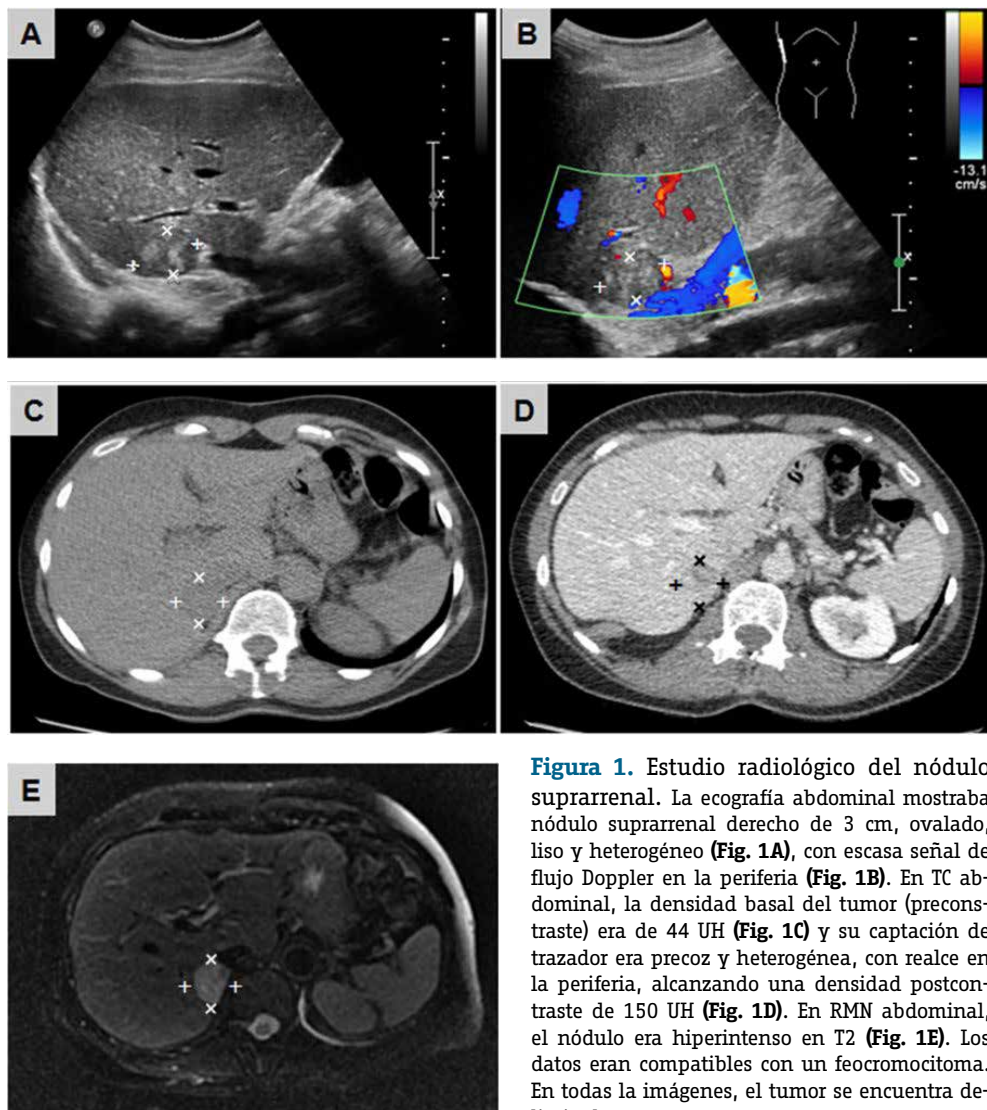 A
B
-13.1
cm/s
C
D
E
Figura 1. Estudio radiológico del nódulo
suprarrenal. La ecografía abdominal mostraba
nódulo suprarrenal derecho de 3 cm, ovalado,
liso y heterogéneo (Fig. 1A), con escasa señal de
flujo Doppler en la periferia (Fig. 1B). En TC ab-
dominal, la densidad basal del tumor (precons-
traste) era de 44 UH (Fig. 1C) y su captación de
trazador era precoz y heterogénea, con realce en
la periferia, alcanzando una densidad postcon-
traste de 150 UH (Fig. 1D). En RMN abdominal,
el nódulo era hiperintenso en T2 (Fig. 1E). Los
datos eran compatibles con un feocromocitoma.
En todas la imágenes, el tumor se encuentra de-